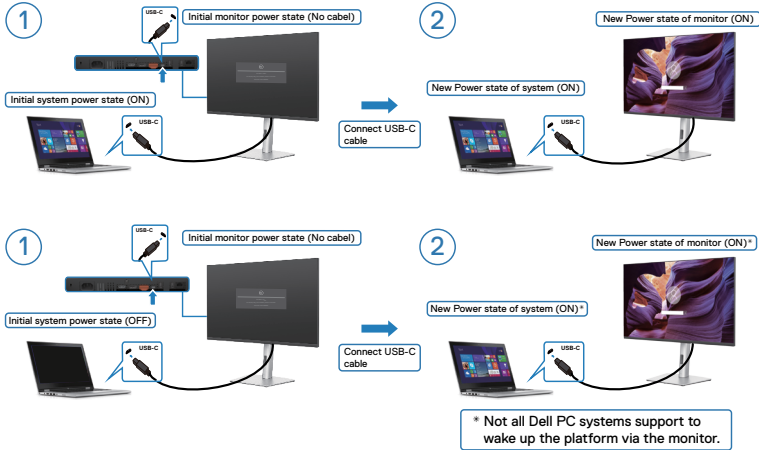 1
USB-C
Initial monitor power state (No cabel)
Initial system power state (ON)
USB-C
Connect USB-C
cable
2
New Power state of monitor (ON)
New Power state of system (ON)
USB-C
1
USB-C
Initial monitor power state (No cabel)
Initial system power state (OFF)
USB-C
Connect USB-C
cable
2
New Power state of monitor (ON)*
New Power state of system (ON)*
USB-C
* Not all Dell PC systems support to
wake up the platform via the monitor.